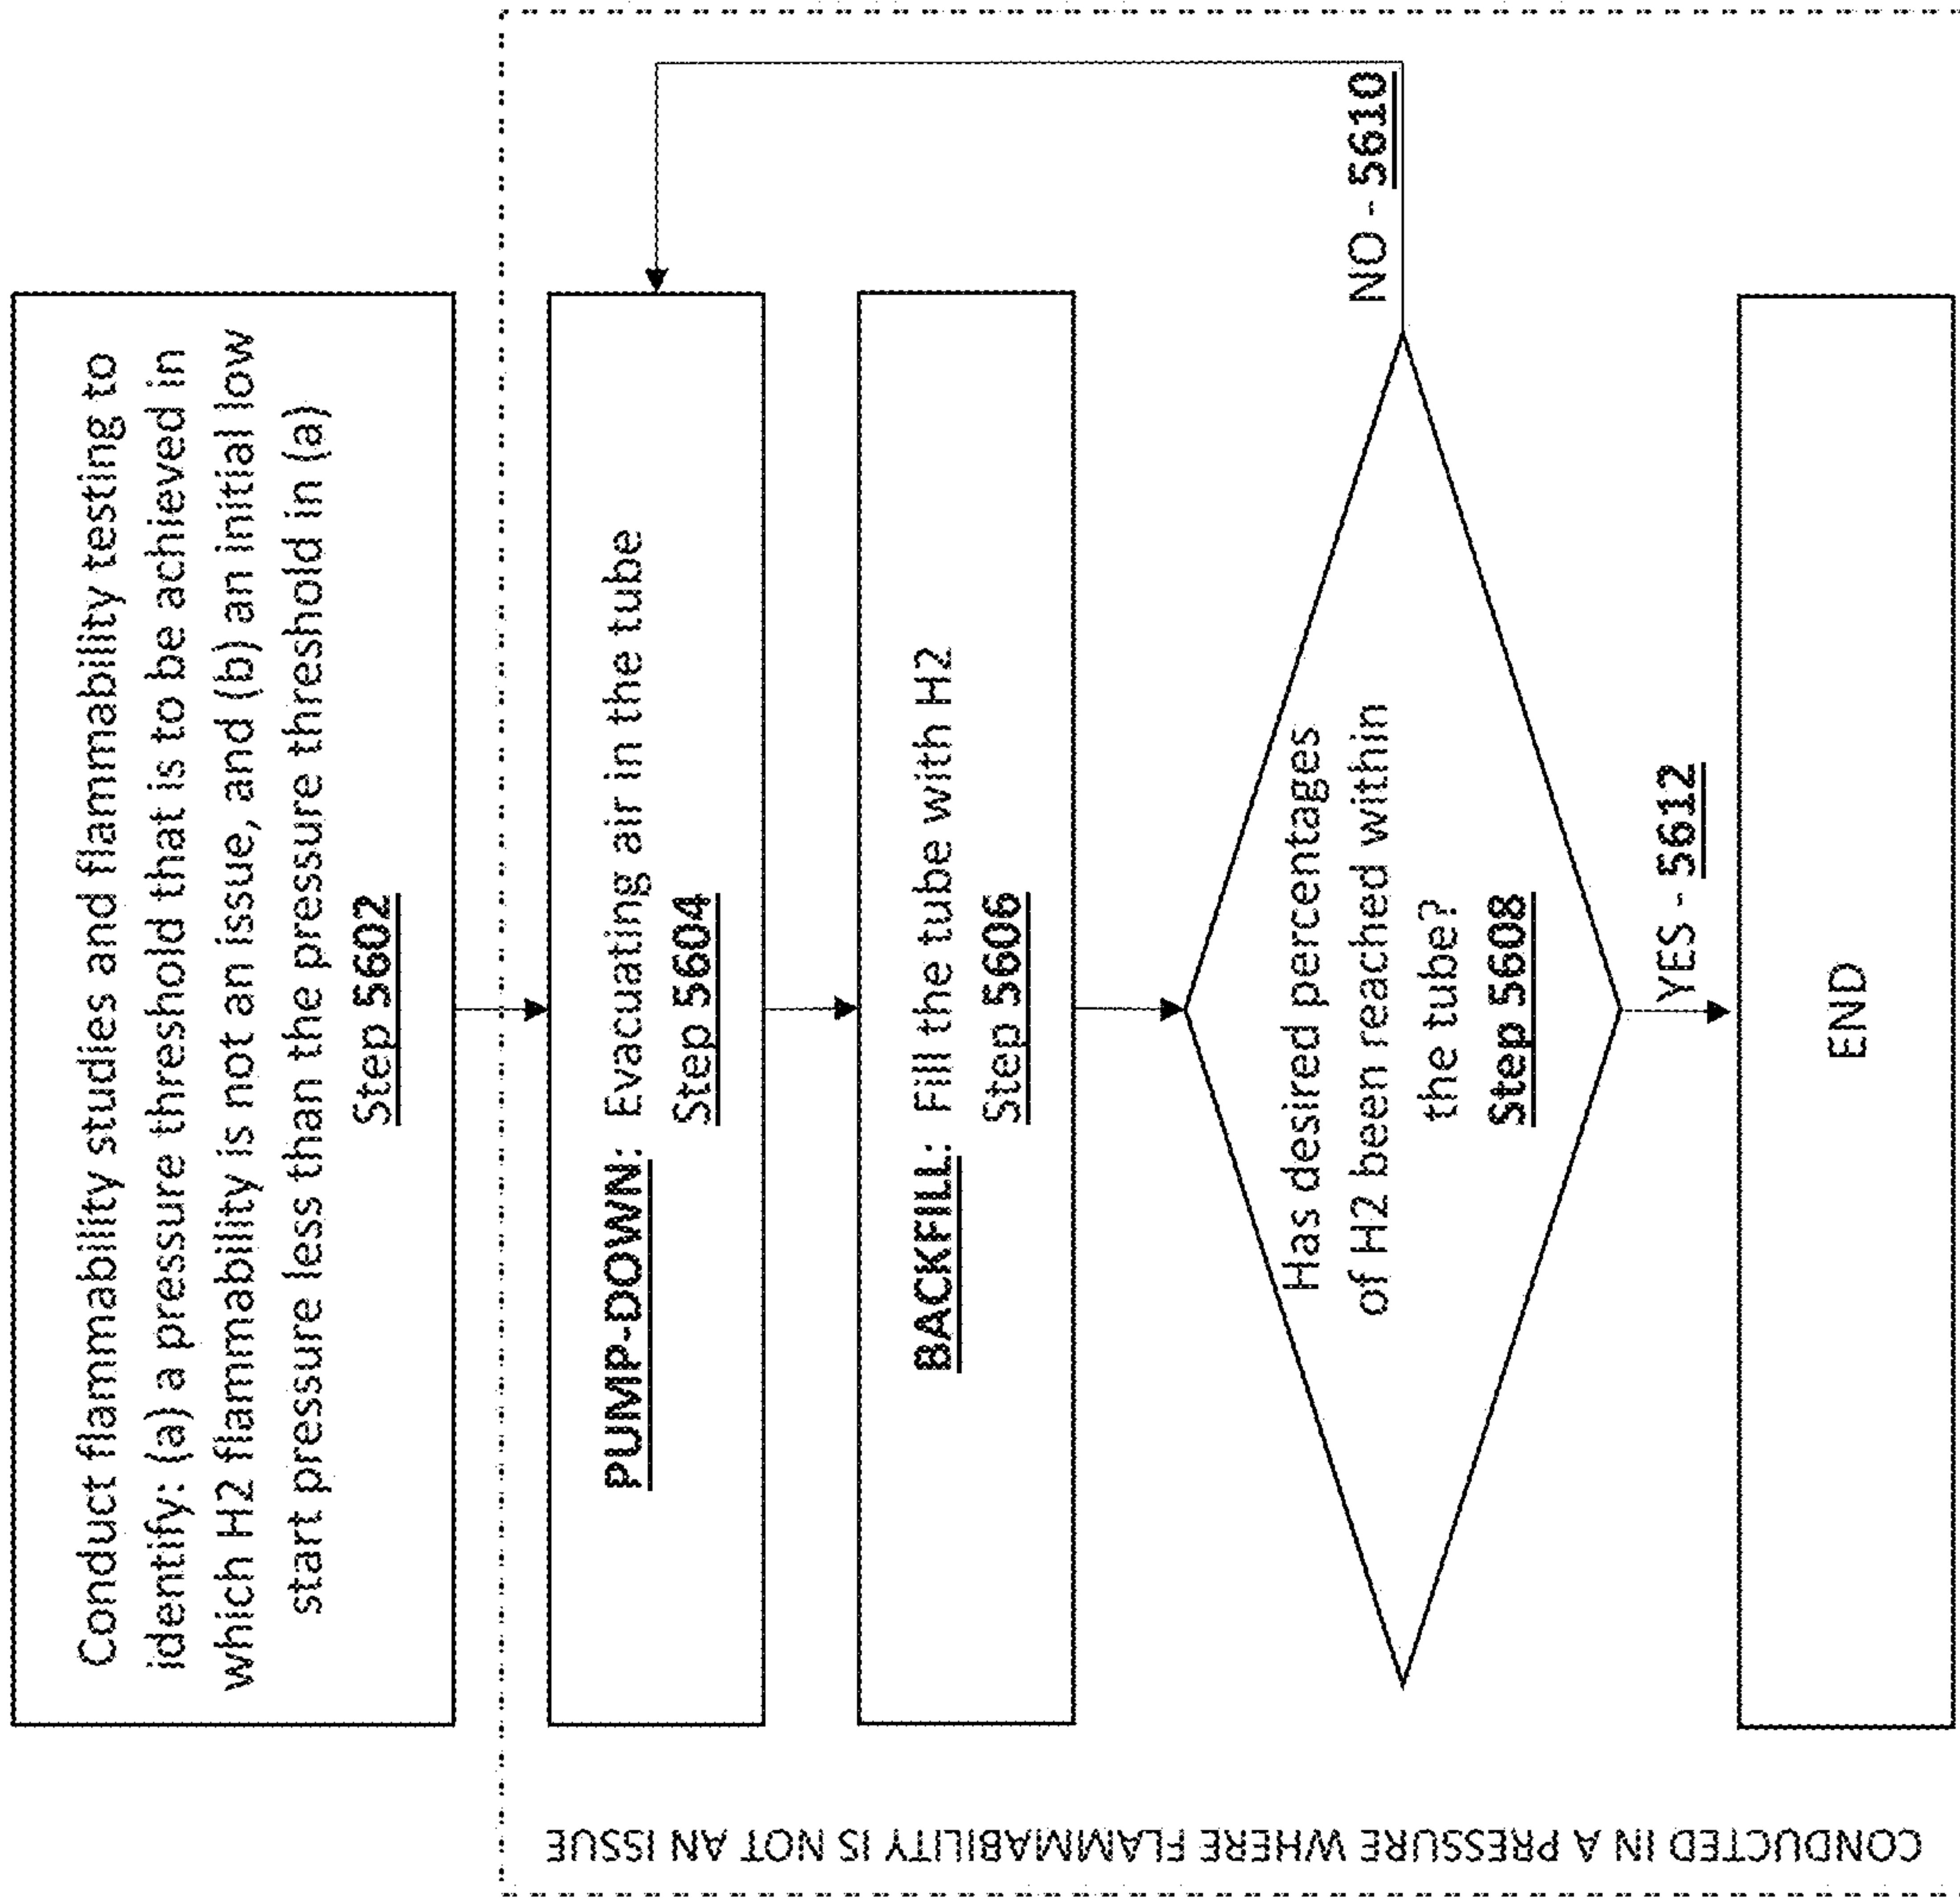 Conduct flammability studies and flammability testing to
identify: (a) a pressure threshold that is to be achieved in
which H2 flammability is not an issue, and (b) an initial low
start pressure less than the pressure threshold in (a)
Step 5602
PUMP-DOWN: Evacuating air in the tube
Step 5604
BACKFILL: Fill the tube with H2
Step 5606
Has desired percentages
of H2 been reached within
the tube?
Step 5608
NO - 5610
YES - 5612
END
CONDUCTED IN A PRESSURE WHERE FLAMMABILITY IS NOT AN ISSUE